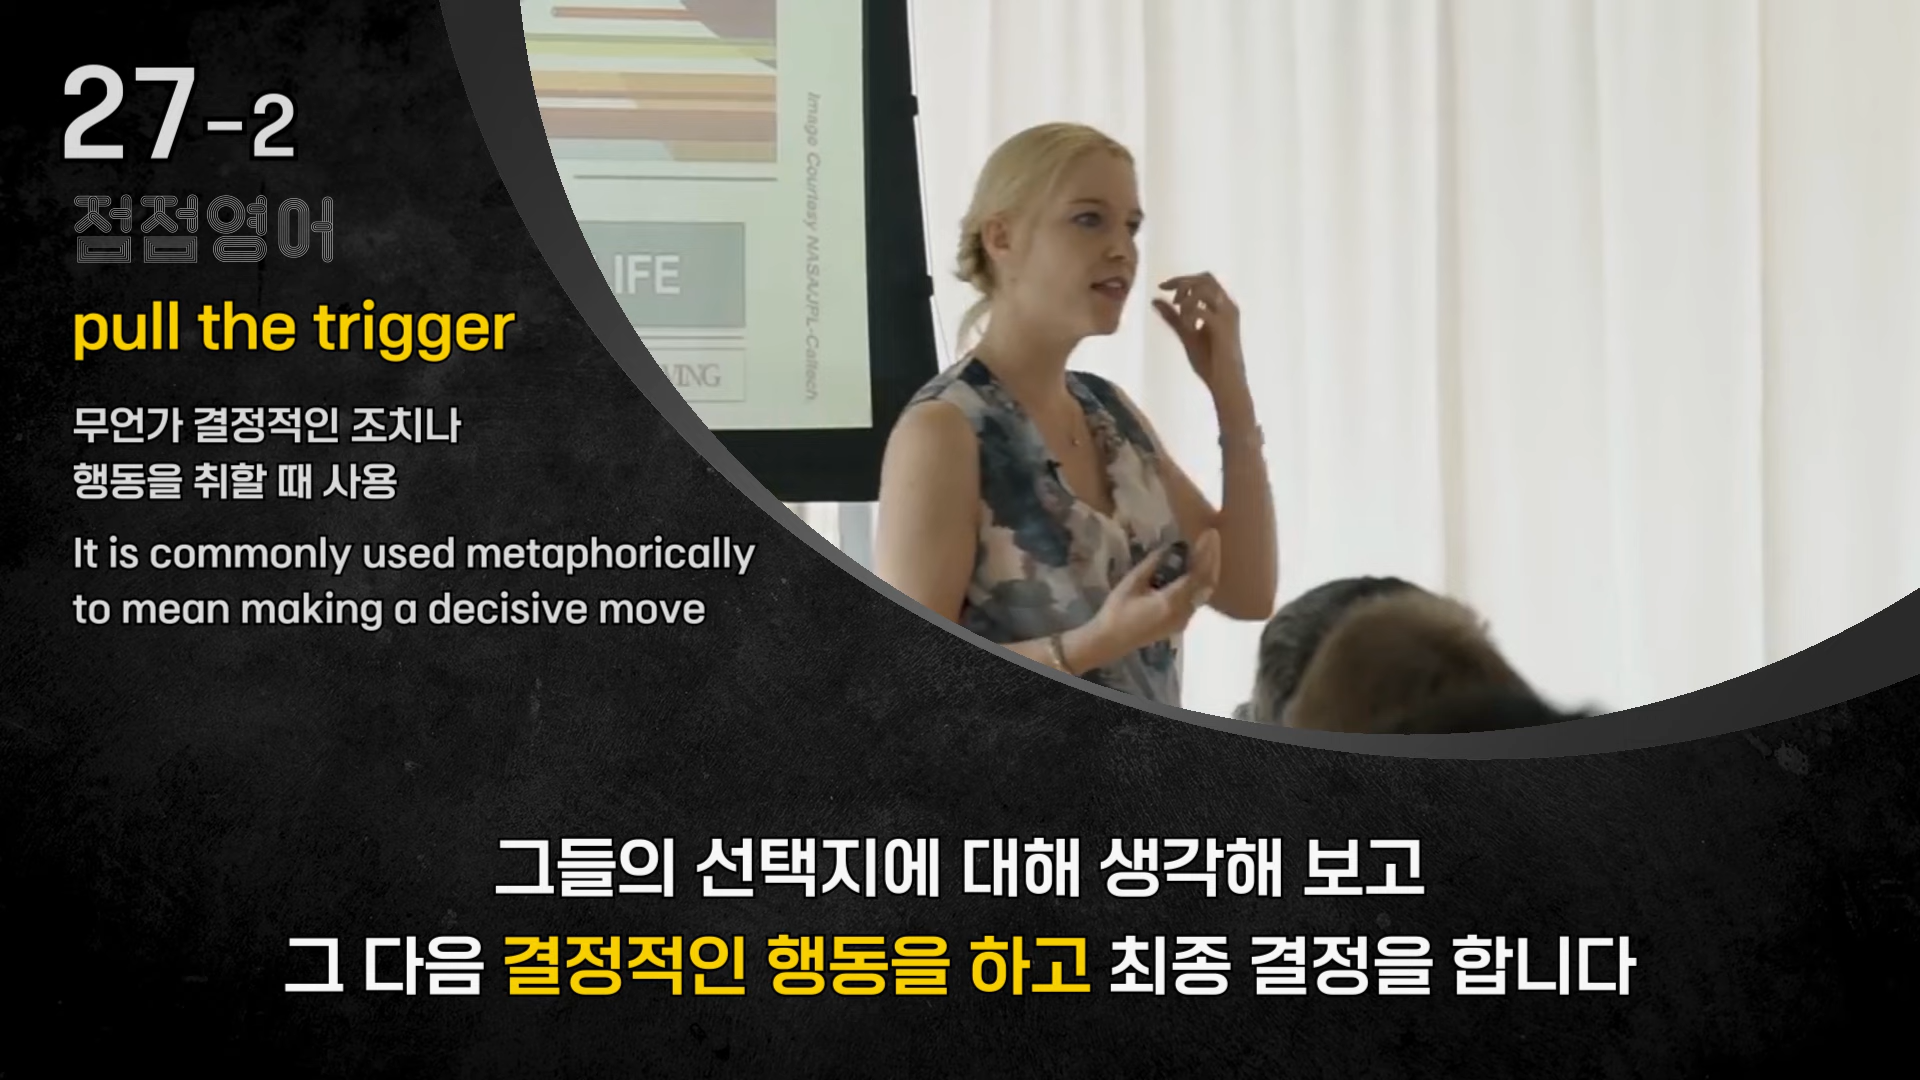 27-2
점점영어
pull the trigger
무언가 결정적인 조치나
행동을 취할 때 사용
It is commonly used metaphorically
to mean making a decisive move
Image Courtesy NASA/JPL-Caltech
IFE
VING
그들의 선택지에 대해 생각해 보고
그 다음 결정적인 행동을 하고 최종 결정을 합니다